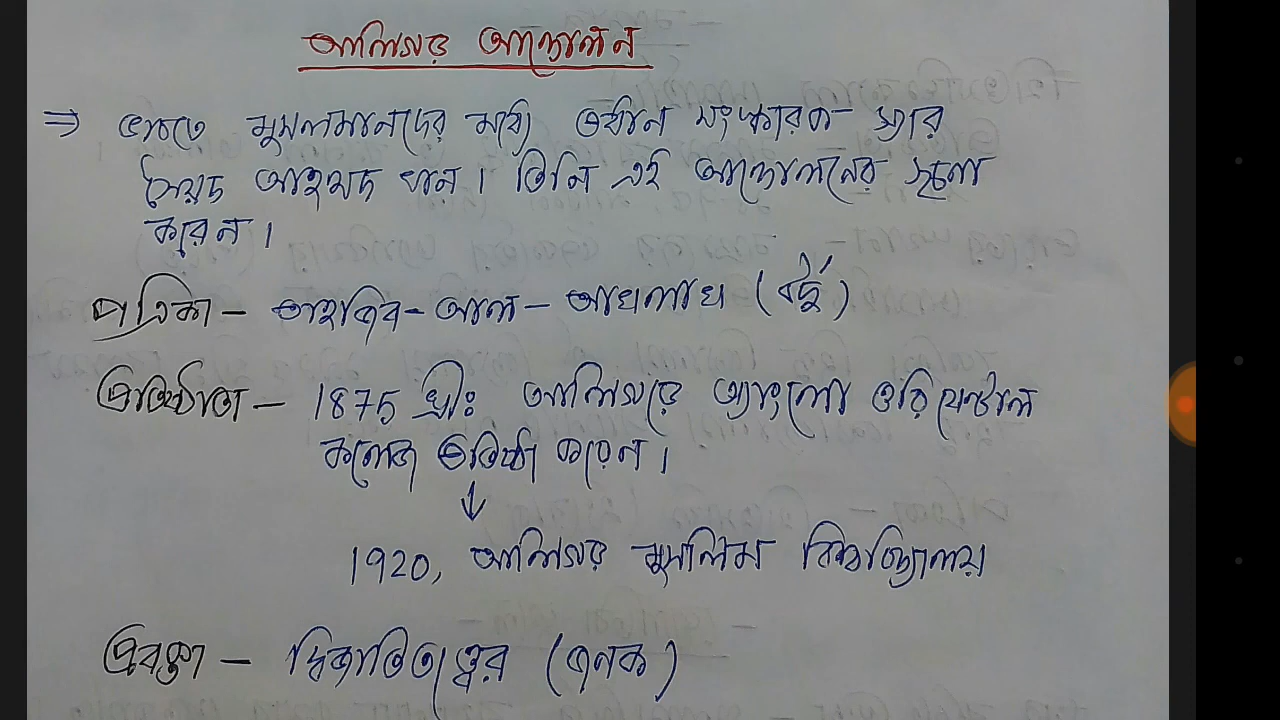 আলিগড় আন্দোলন
⇒ ভারতে মুসলমানদের মধ্যে প্রধান সংস্কারক- স্যার
সৈয়দ আহমদ খান। তিনি এই আন্দোলনের সূচনা
করেন।
পত্রিকা – তাহজিব-আল-আখলাখ (উর্দু)
প্রতিষ্ঠাতা – 1875 খ্রীঃ আলিগড়ে অ্যাংলো ওরিয়েন্টাল
কলেজ প্রতিষ্ঠা করেন।
↓
1920, আলিগড় মুসলিম বিশ্ববিদ্যালয়
প্রবক্তা – দ্বিজাতিতত্ত্বের (জনক)